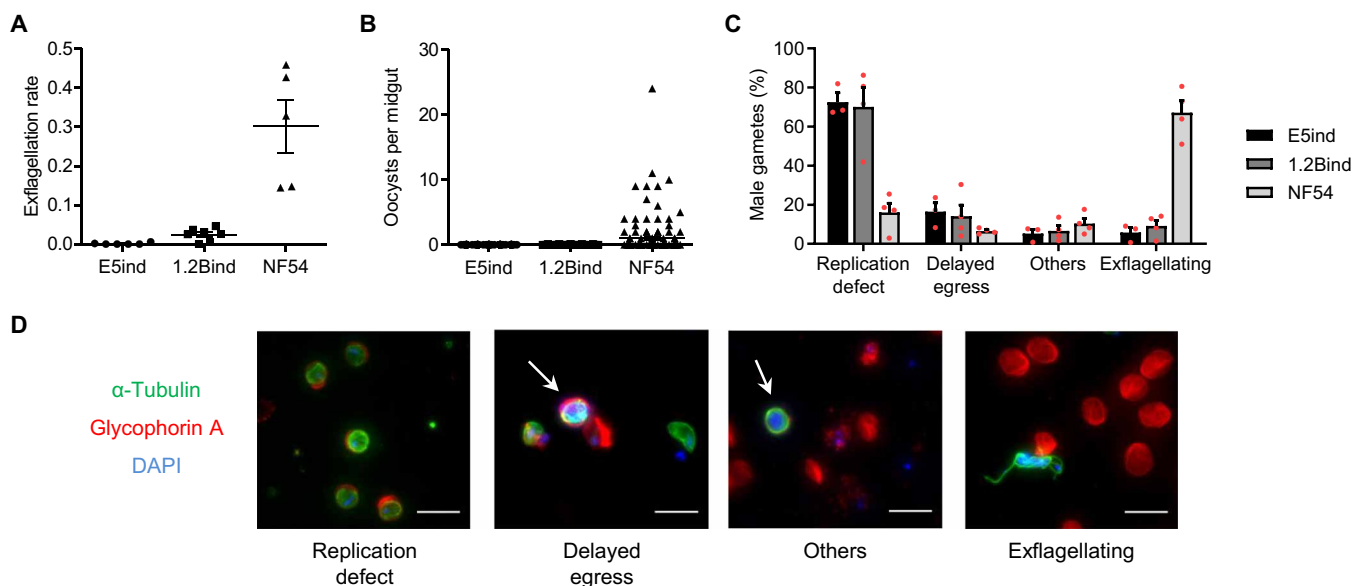 A
Exflagellation rate
0.5
0.4
0.3
0.2
0.1
0.0
E5ind
1.2Bind
NF54
B
Oocysts per midgut
30
20
10
0
E5ind
1.2Bind
NF54
C
Male gametes (%)
100
80
60
40
20
0
Replication
defect
Delayed
egress
Others
Exflagellating
E5ind
1.2Bind
NF54
D
α-Tubulin
Glycophorin A
DAPI
Replication
defect
Delayed
egress
Others
Exflagellating